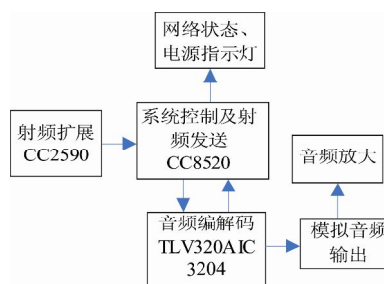 网络状态、
电源指示灯
射频扩展
CC2590
系统控制及射
频发送
CC8520
音频放大
音频编解码
TLV320AIC
3204
模拟音频
输出